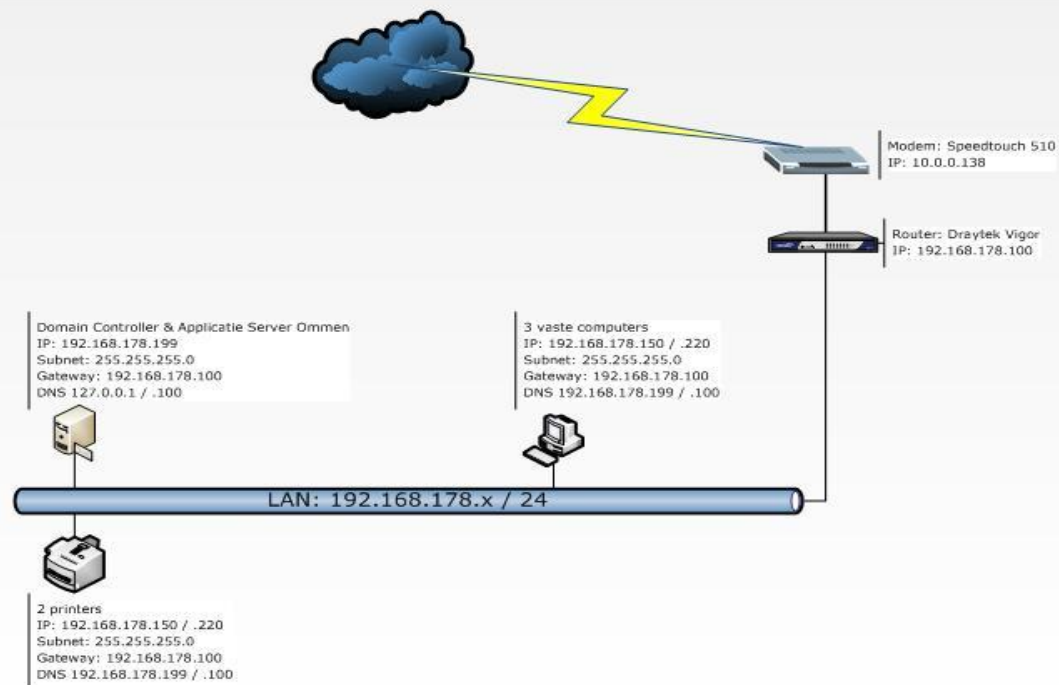 Modem: Speedtouch 510
IP: 10.0.0.138
Router: Draytek Vigor
IP: 192.168.178.100
Domain Controller & Applicatie Server Ommen
IP: 192.168.178.199
Subnet: 255.255.255.0
Gateway: 192.168.178.100
DNS 127.0.0.1 / .100
3 vaste computers
IP: 192.168.178.150 / .220
Subnet: 255.255.255.0
Gateway: 192.168.178.100
DNS 192.168.178.199 / .100
LAN: 192.168.178.x / 24
2 printers
IP: 192.168.178.150 / .220
Subnet: 255.255.255.0
Gateway: 192.168.178.100
DNS 192.168.178.199 / .100